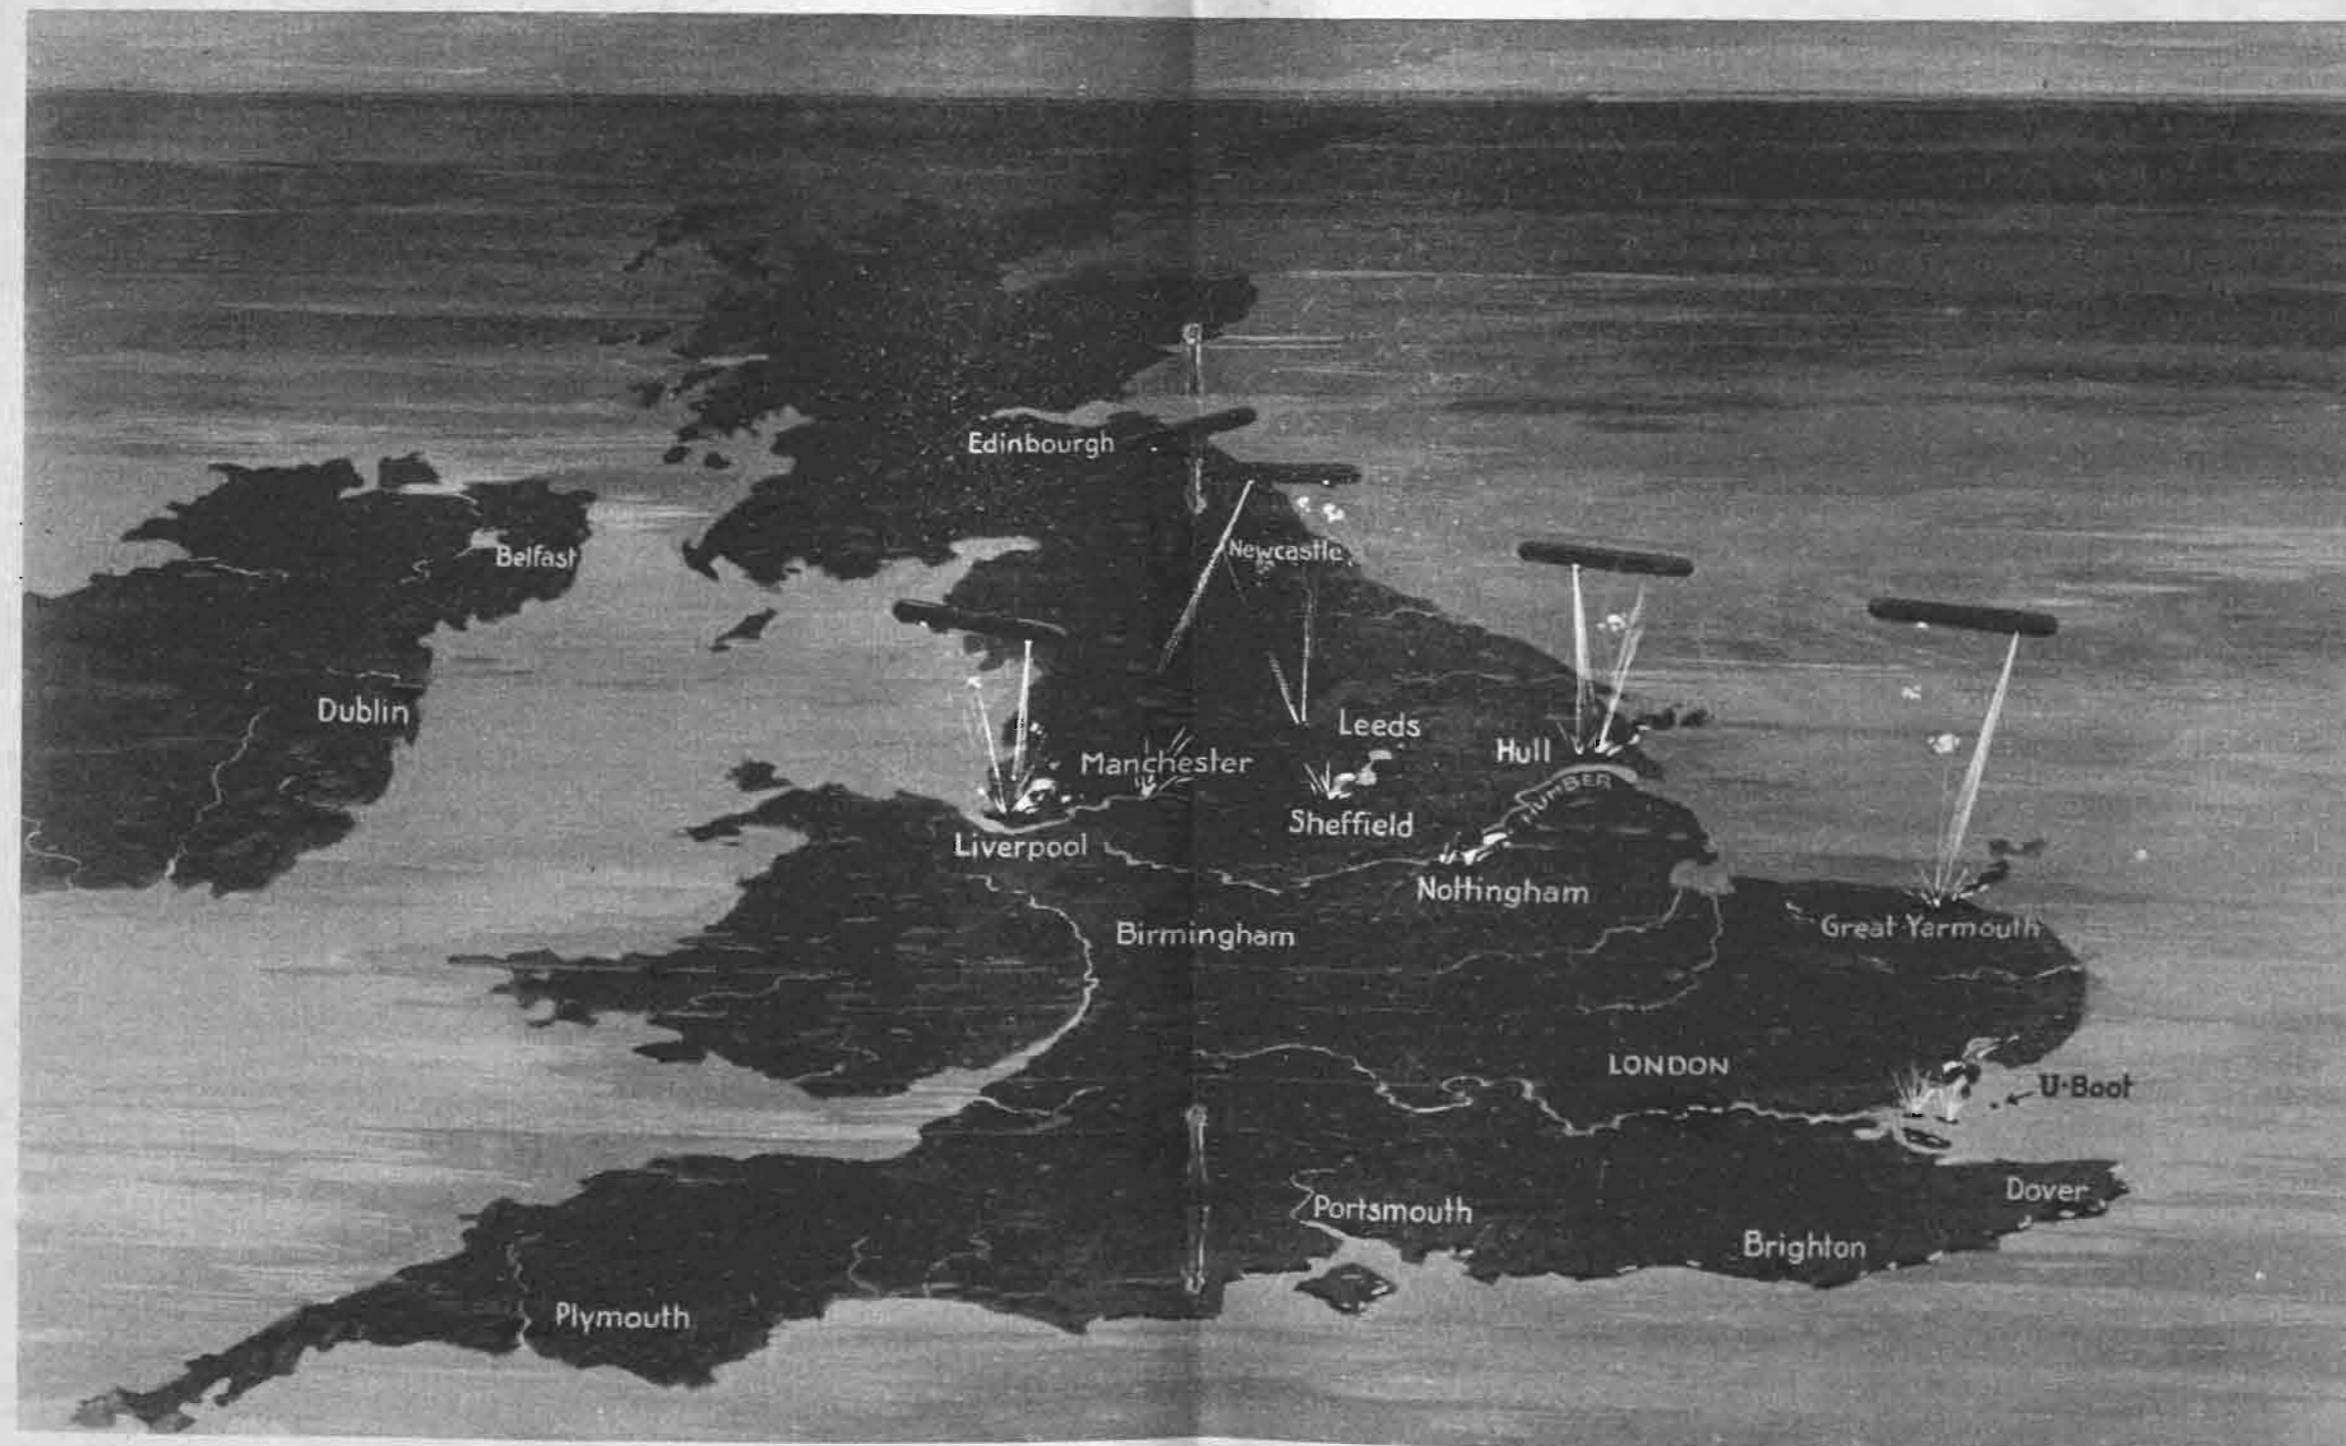 Edinbourgh
Newcastle
Belfast
Dublin
Leeds
Manchester
Hull
HUMBER
Sheffield
Liverpool
Nottingham
Great Yarmouth
Birmingham
LONDON
U-Boot
Dover
Portsmouth
Brighton
Plymouth